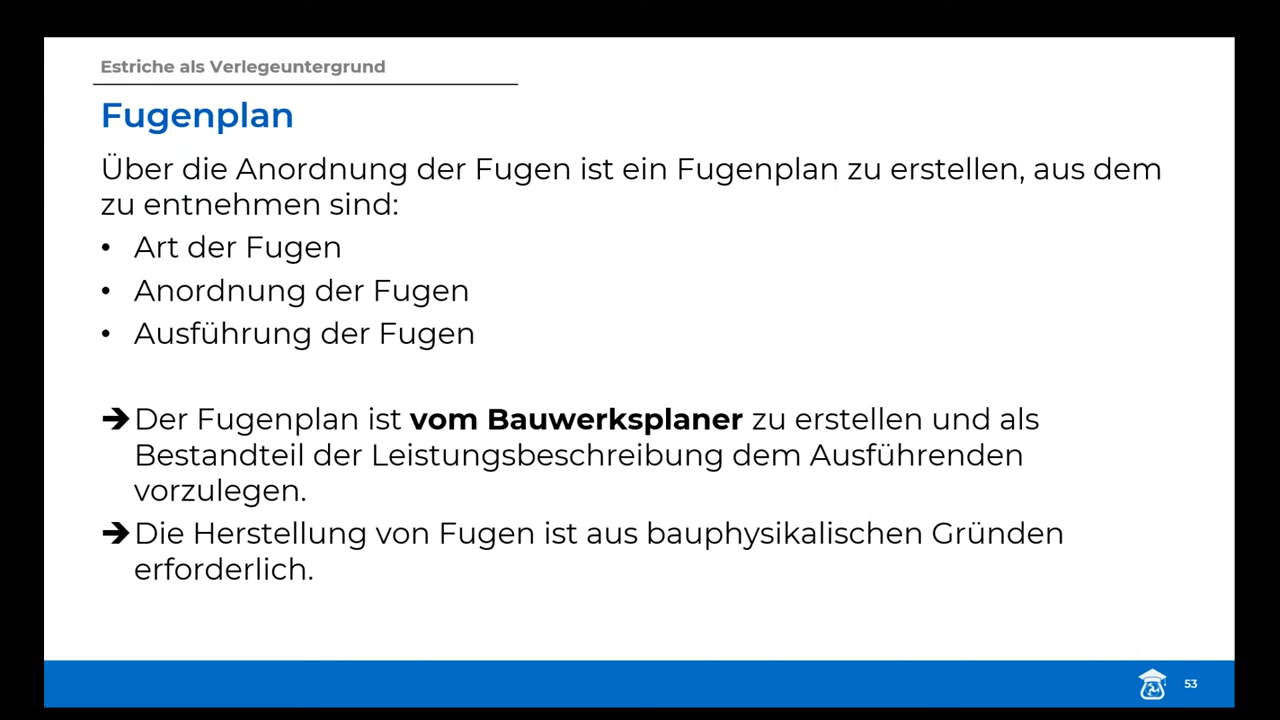 Estriche als Verlegeuntergrund
Fugenplan
Über die Anordnung der Fugen ist ein Fugenplan zu erstellen, aus dem
zu entnehmen sind:
• Art der Fugen
• Anordnung der Fugen
• Ausführung der Fugen
➔ Der Fugenplan ist vom Bauwerksplaner zu erstellen und als
Bestandteil der Leistungsbeschreibung dem Ausführenden
vorzulegen.
➔ Die Herstellung von Fugen ist aus bauphysikalischen Gründen
erforderlich.
53